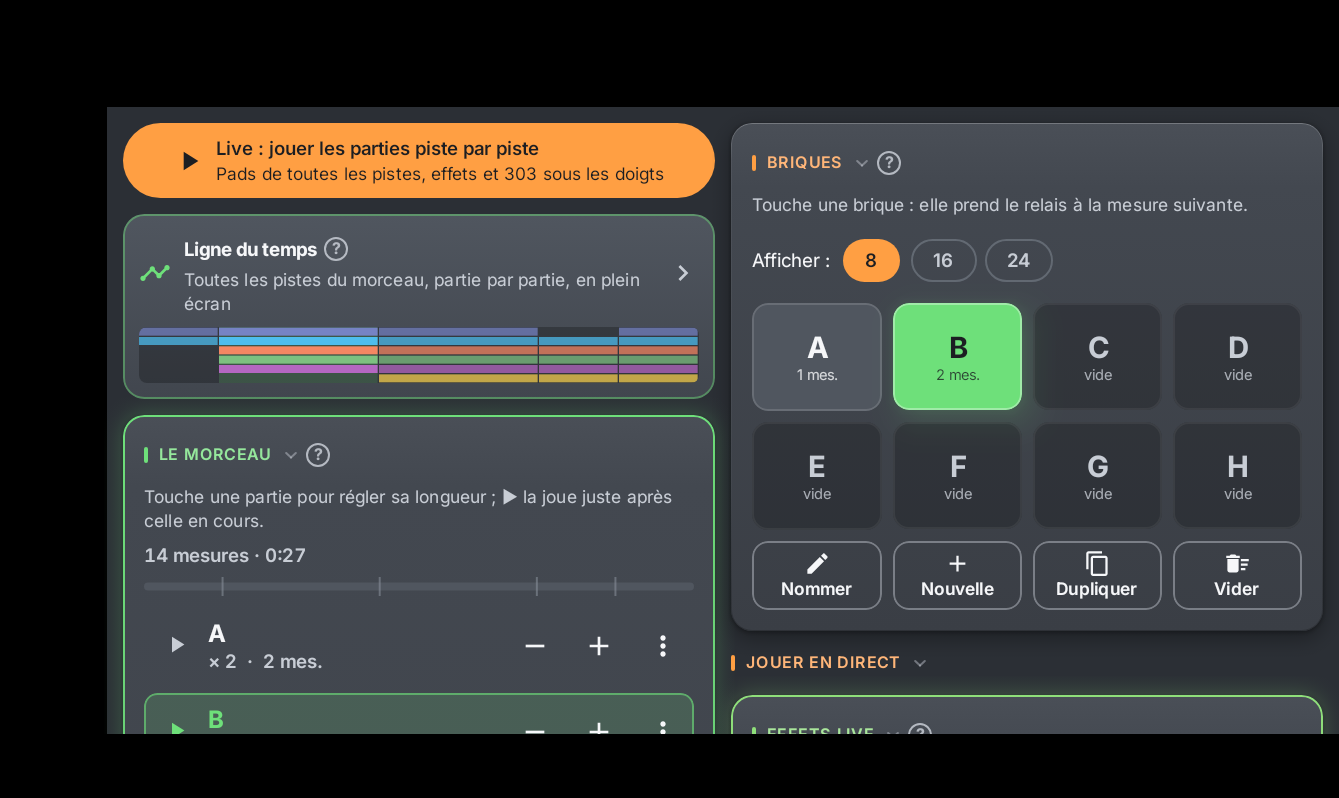 Live : jouer les parties piste par piste
Pads de toutes les pistes, effets et 303 sous les doigts
Ligne du temps ?
Toutes les pistes du morceau, partie par partie, en plein
écran
LE MORCEAU ?
Touche une partie pour régler sa longueur ; ▶ la joue juste après
celle en cours.
14 mesures · 0:27
A
× 2 · 2 mes.
B
BRIQUES ?
Touche une brique : elle prend le relais à la mesure suivante.
Afficher : 8 16 24
A B C D
1 mes. 2 mes. vide vide
E F G H
vide vide vide vide
Nommer Nouvelle Dupliquer Vider
JOUER EN DIRECT
EFFETS LIVE ?